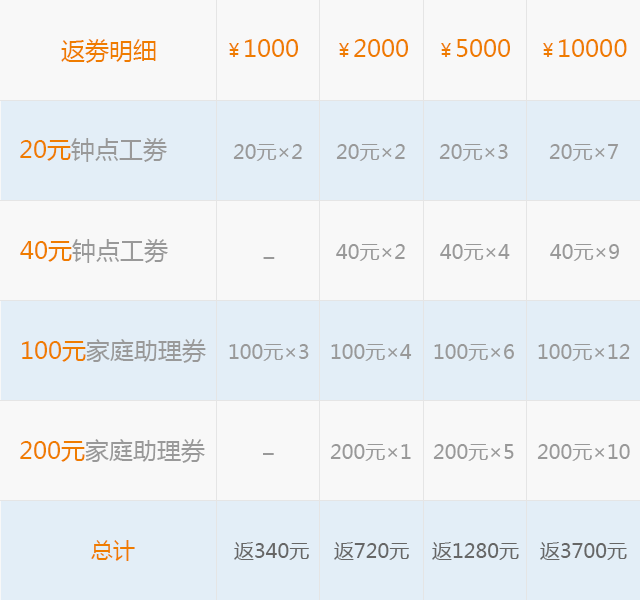 返劵明细 ¥1000 ¥2000 ¥5000 ¥10000
20元钟点工劵 20元×2 20元×2 20元×3 20元×7
40元钟点工劵 – 40元×2 40元×4 40元×9
100元家庭助理券 100元×3 100元×4 100元×6 100元×12
200元家庭助理券 – 200元×1 200元×5 200元×10
总计 返340元 返720元 返1280元 返3700元